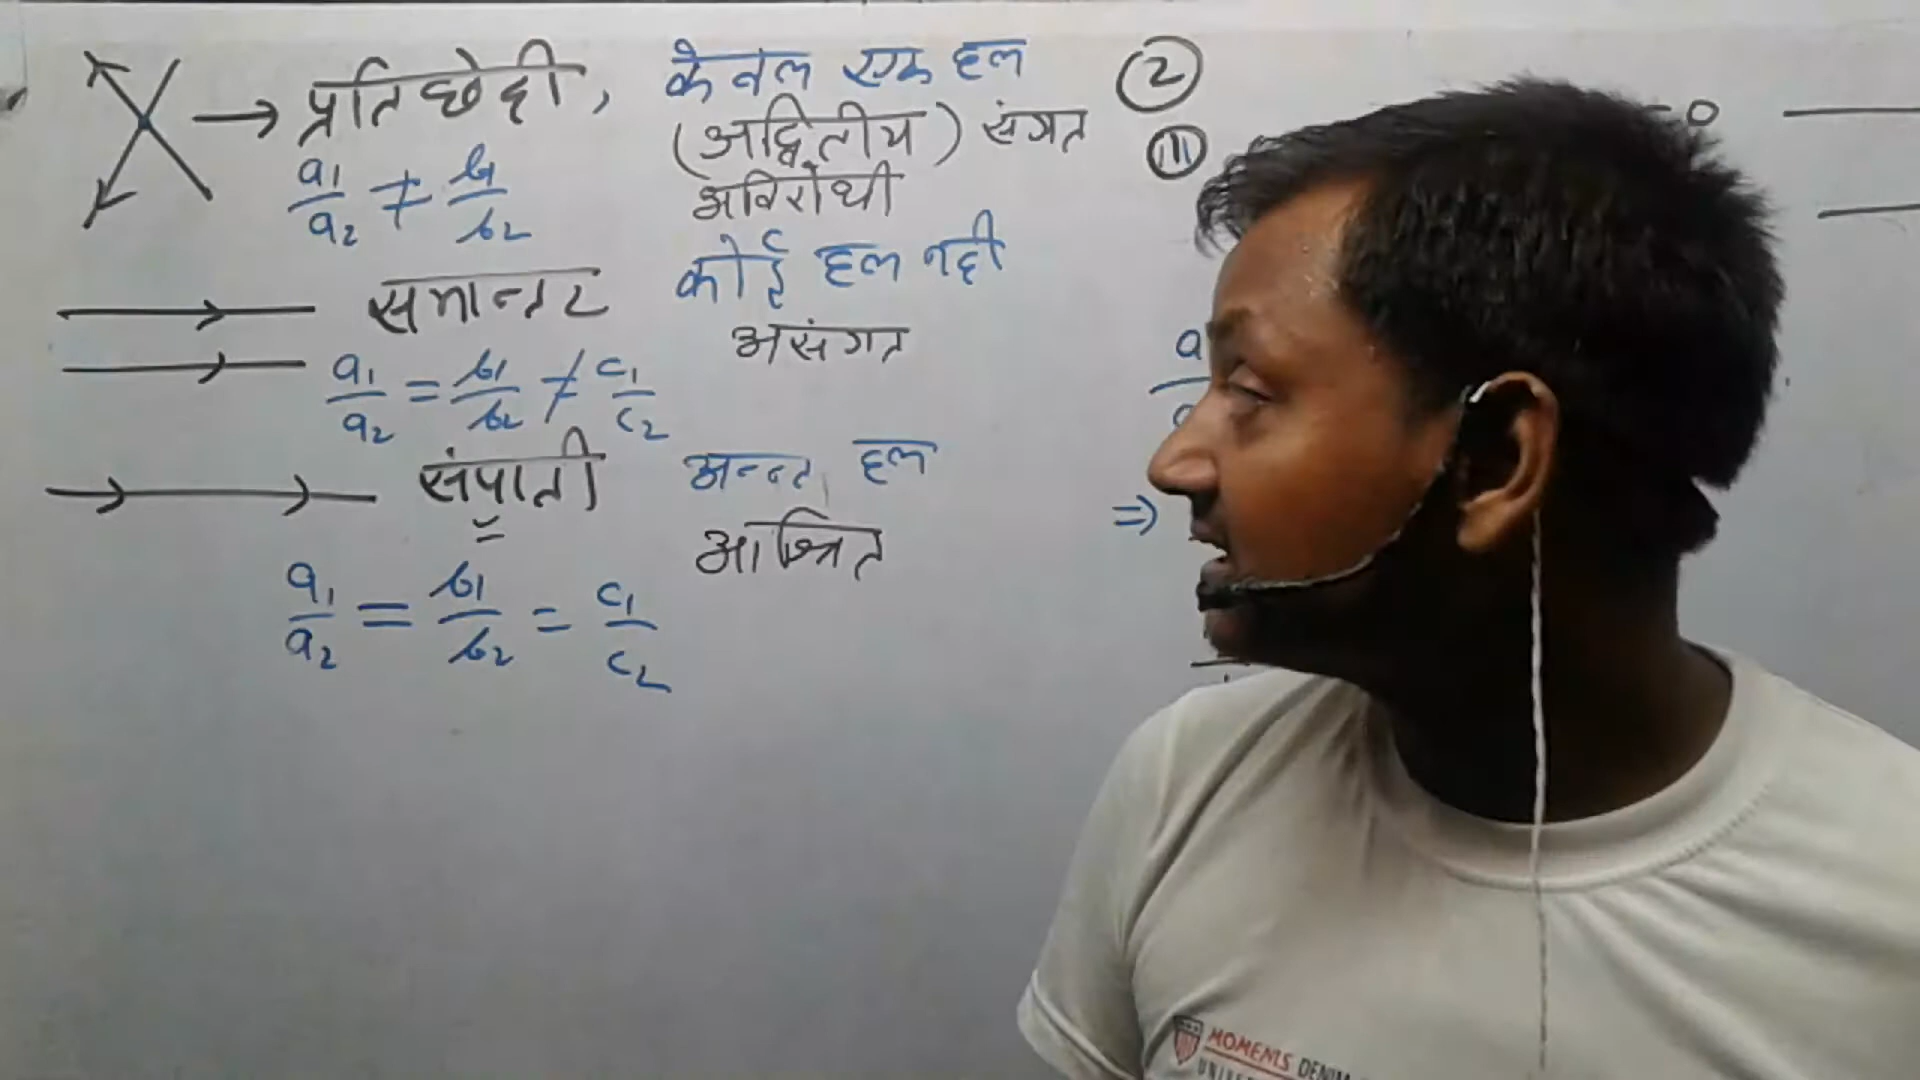 प्रतिछेदी, केवल एक हल
(अद्वितीय) संगत
अविरोधी
a₁/a₂ ≠ b₁/b₂
समान्तर कोई हल नही
असंगत
a₁/a₂ = b₁/b₂ ≠ c₁/c₂
संपाती अनन्त हल
आश्रित
a₁/a₂ = b₁/b₂ = c₁/c₂
②
(iii)
⇒
MOMENTS DENIM